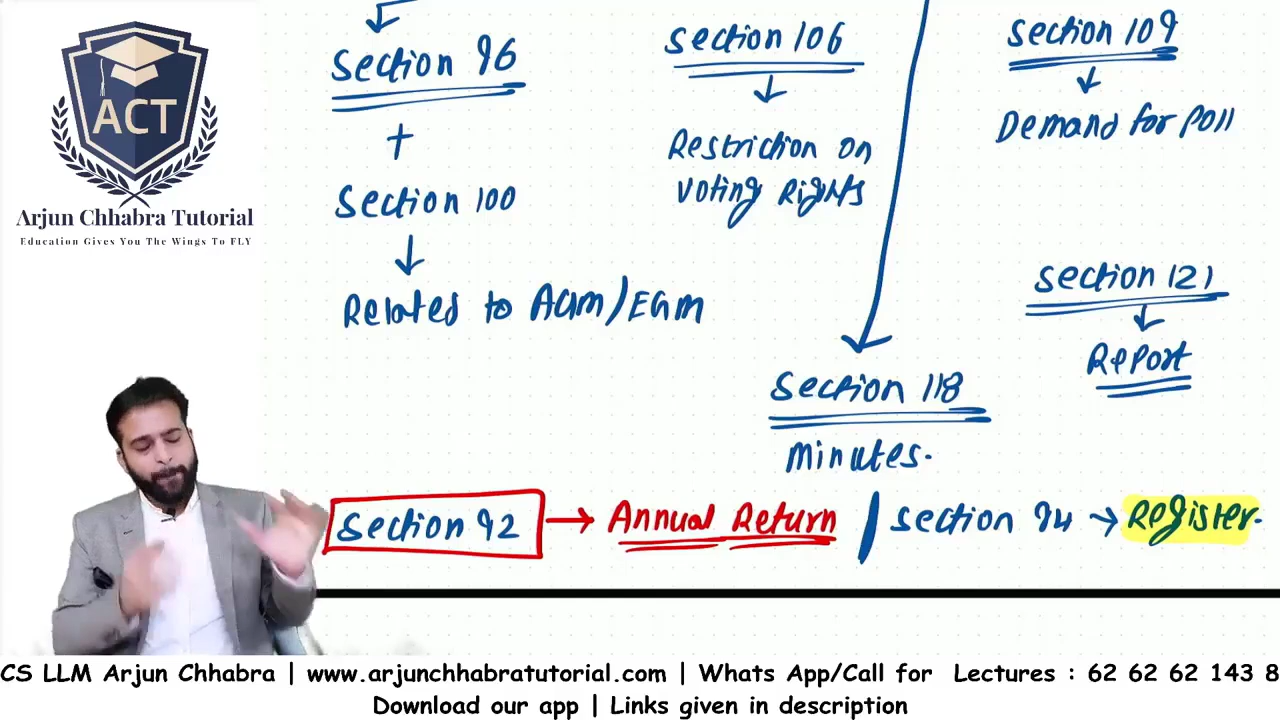 ACT
Arjun Chhabra Tutorial
Education Gives You The Wings To FLY
Section 96
+
Section 100
Related to AGM/EGM
Section 106
Restriction on
Voting Rights
Section 109
Demand for Poll
Section 121
Report
Section 118
Minutes.
Section 92 → Annual Return / Section 94 → Register.
CS LLM Arjun Chhabra | www.arjunchhabratutorial.com | Whats App/Call for Lectures : 62 62 62 143 8
Download our app | Links given in description